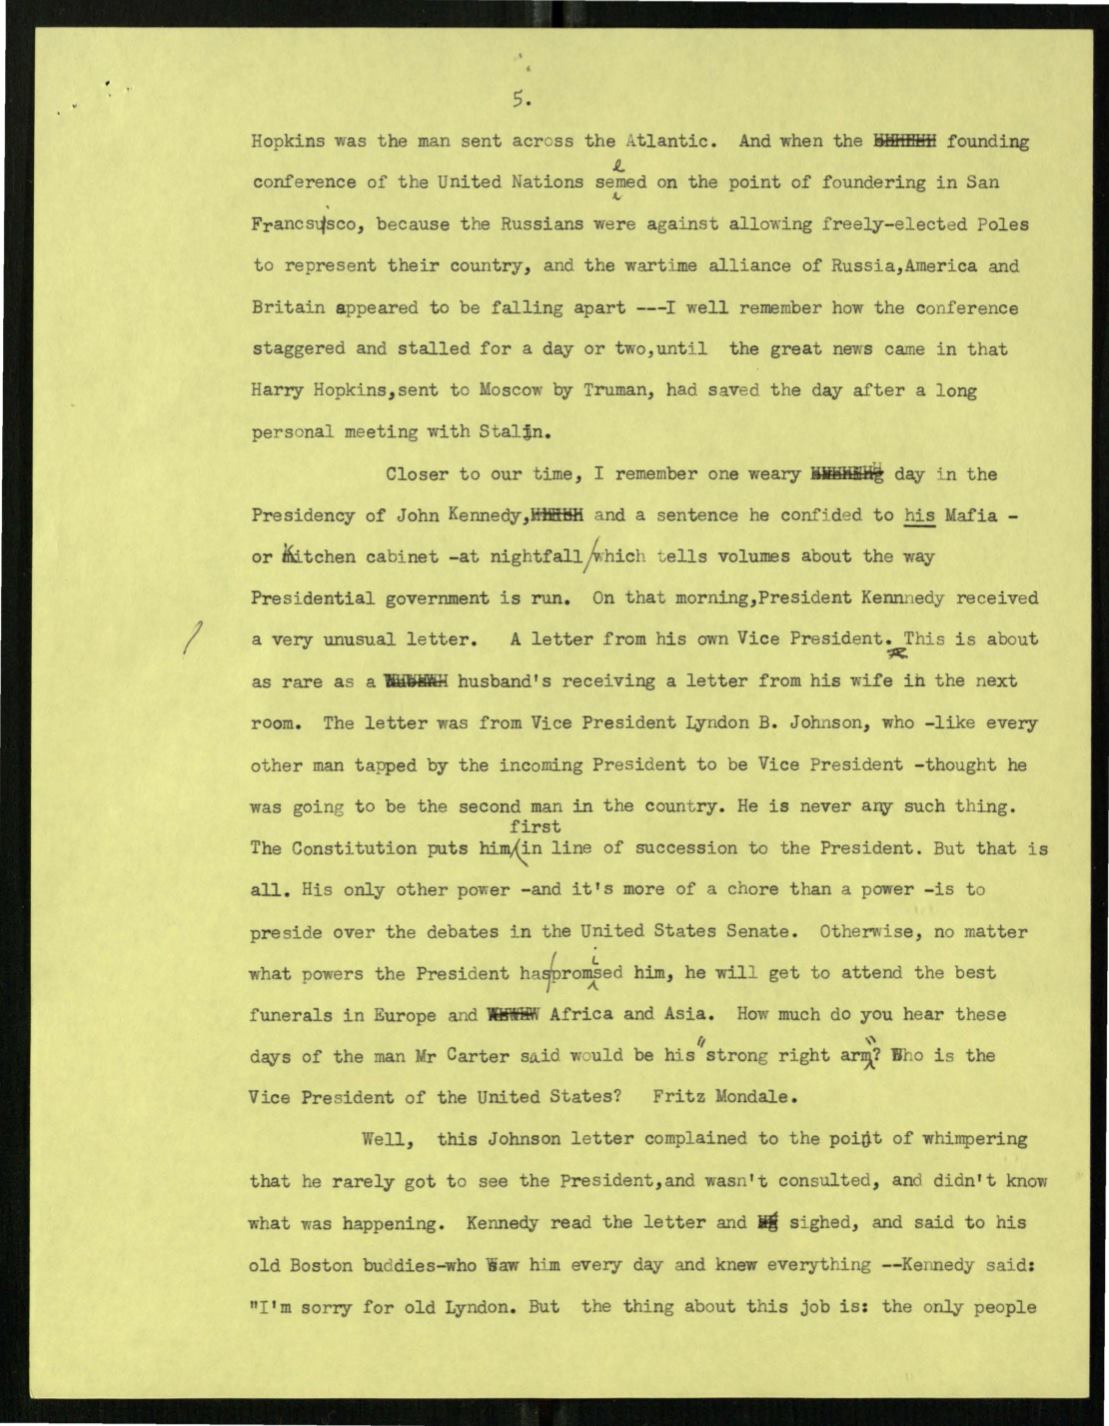 5.
Hopkins was the man sent across the Atlantic. And when the founding
conference of the United Nations seemed on the point of foundering in San
Francsisco, because the Russians were against allowing freely-elected Poles
to represent their country, and the wartime alliance of Russia,America and
Britain appeared to be falling apart ---I well remember how the conference
staggered and stalled for a day or two,until the great news came in that
Harry Hopkins,sent to Moscow by Truman, had saved the day after a long
personal meeting with Stalin.
Closer to our time, I remember one weary day in the
Presidency of John Kennedy, and a sentence he confided to his Mafia -
or Kitchen cabinet -at nightfall/which tells volumes about the way
Presidential government is run. On that morning,President Kennnedy received
a very unusual letter. A letter from his own Vice President. This is about
as rare as a husband's receiving a letter from his wife in the next
room. The letter was from Vice President Lyndon B. Johnson, who -like every
other man tapped by the incoming President to be Vice President -thought he
was going to be the second man in the country. He is never any such thing.
first
The Constitution puts him in line of succession to the President. But that is
all. His only other power -and it's more of a chore than a power -is to
preside over the debates in the United States Senate. Otherwise, no matter
what powers the President has/promised him, he will get to attend the best
funerals in Europe and Africa and Asia. How much do you hear these
days of the man Mr Carter said would be his "strong right arm"? Who is the
Vice President of the United States? Fritz Mondale.
Well, this Johnson letter complained to the point of whimpering
that he rarely got to see the President,and wasn't consulted, and didn't know
what was happening. Kennedy read the letter and sighed, and said to his
old Boston buddies-who saw him every day and knew everything --Kennedy said:
"I'm sorry for old Lyndon. But the thing about this job is: the only people